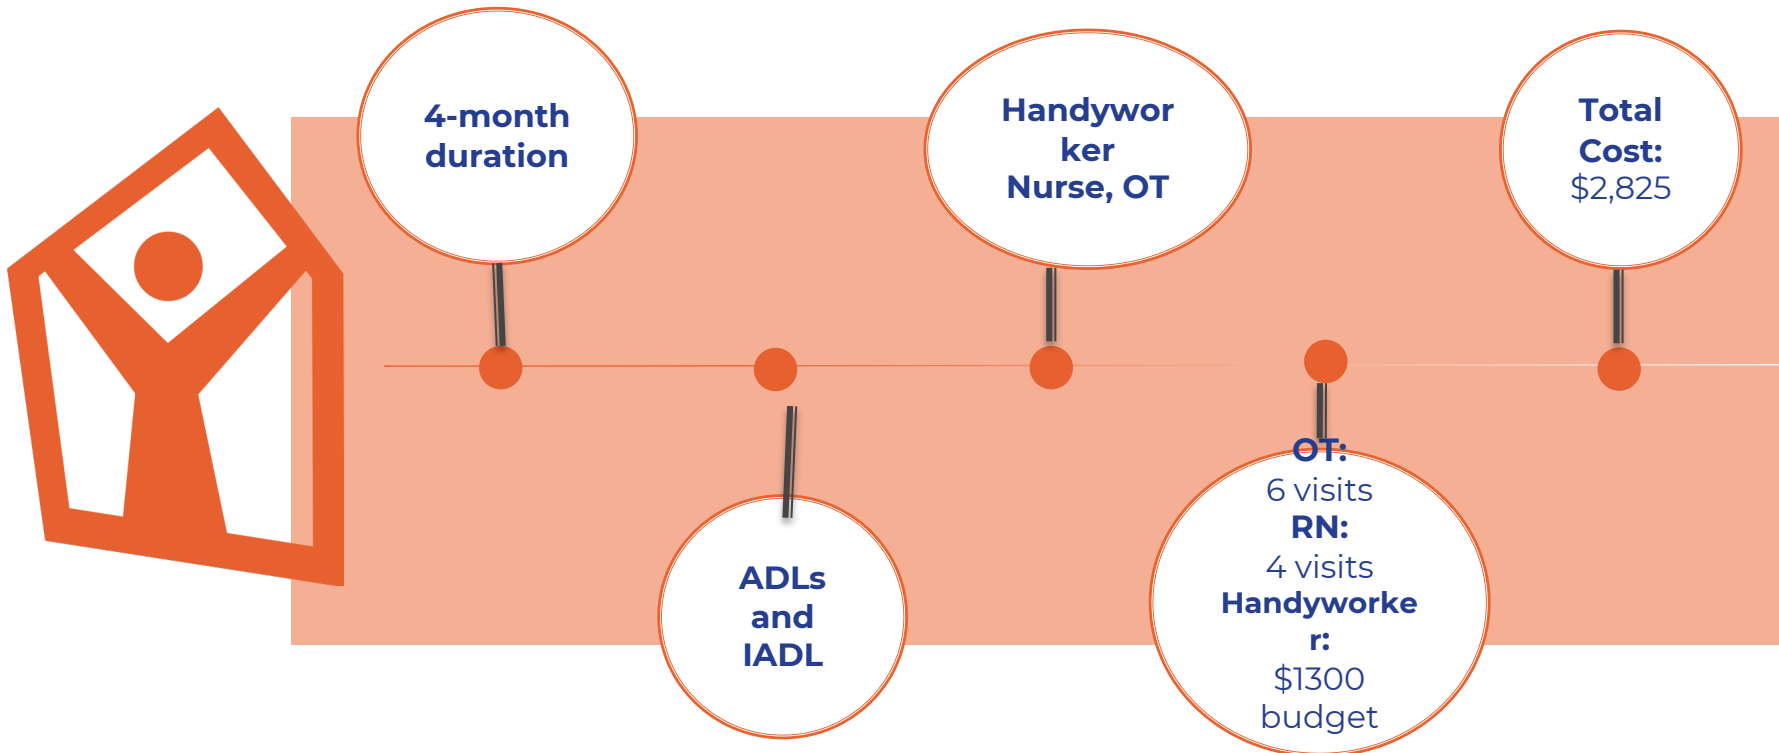 4-month
duration
ADLs
and
IADL
Handywor
ker
Nurse, OT
OT:
6 visits
RN:
4 visits
Handyworke
r:
$1300
budget
Total
Cost:
$2,825